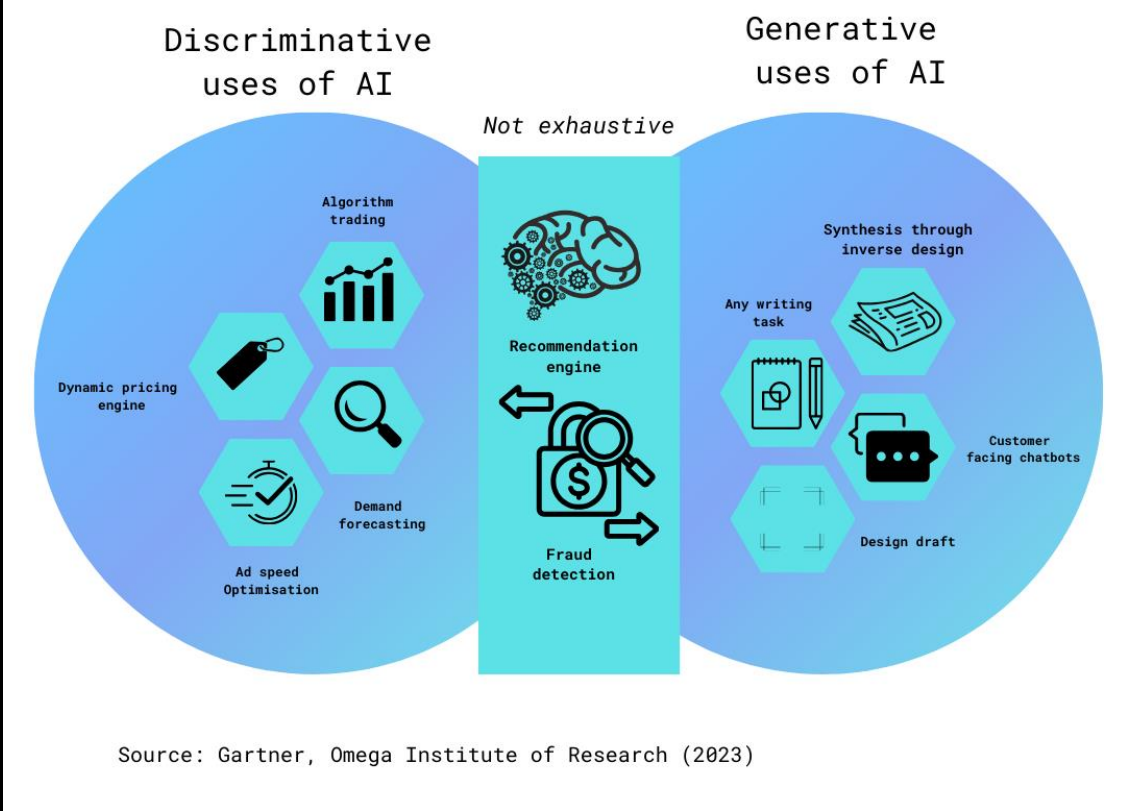 Discriminative
uses of AI
Generative
uses of AI
Not exhaustive
Algorithm
trading
Dynamic pricing
engine
Demand
forecasting
Ad speed
Optimisation
Recommendation
engine
$
Fraud
detection
Synthesis through
inverse design
Any writing
task
Customer
facing chatbots
Design draft
Source: Gartner, Omega Institute of Research (2023)